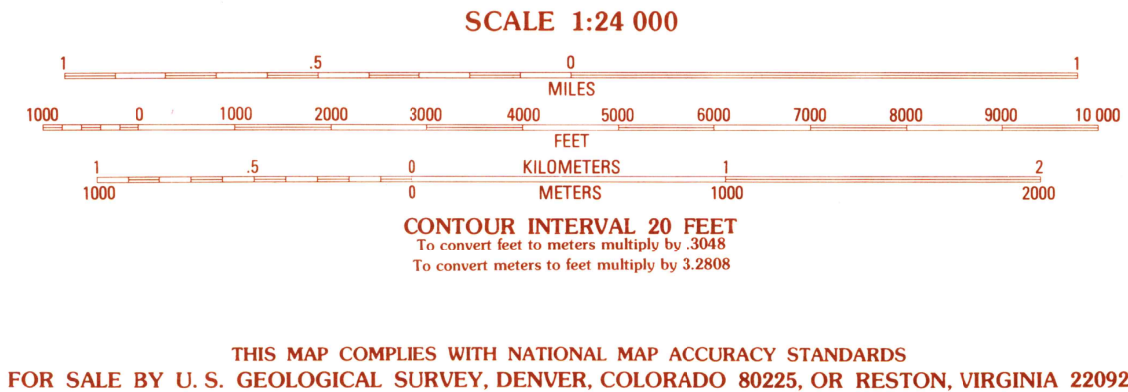 SCALE 1:24 000
1 .5 0 1
MILES
1000 0 1000 2000 3000 4000 5000 6000 7000 8000 9000 10 000
FEET
1 .5 0 KILOMETERS 1 2
1000 0 METERS 1000 2000
CONTOUR INTERVAL 20 FEET
To convert feet to meters multiply by .3048
To convert meters to feet multiply by 3.2808
THIS MAP COMPLIES WITH NATIONAL MAP ACCURACY STANDARDS
FOR SALE BY U. S. GEOLOGICAL SURVEY, DENVER, COLORADO 80225, OR RESTON, VIRGINIA 22092